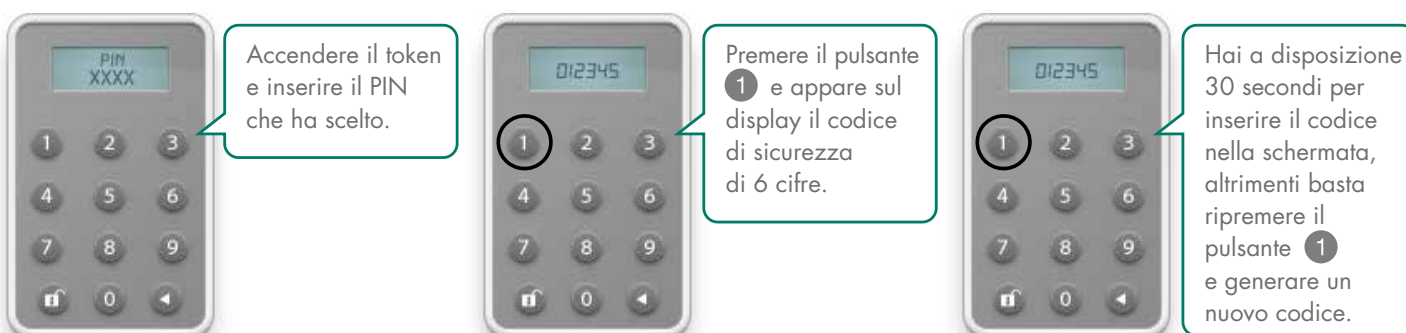 PIN
XXXX
1 2 3
4 5 6
7 8 9
0
Accendere il token
e inserire il PIN
che ha scelto.
012345
1 2 3
4 5 6
7 8 9
0
Premere il pulsante
1 e appare sul
display il codice
di sicurezza
di 6 cifre.
012345
1 2 3
4 5 6
7 8 9
0
Hai a disposizione
30 secondi per
inserire il codice
nella schermata,
altrimenti basta
ripremere il
pulsante 1
e generare un
nuovo codice.